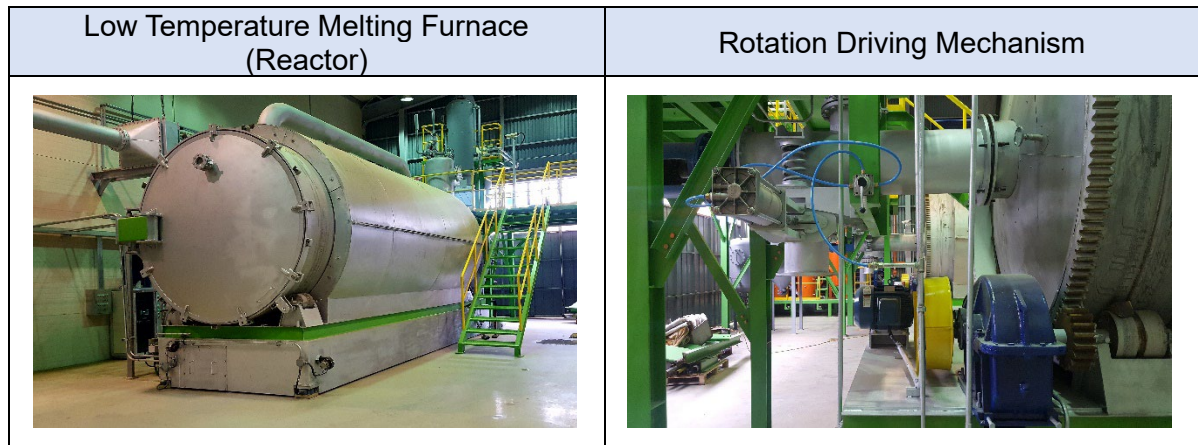 Low Temperature Melting Furnace
(Reactor)
Rotation Driving Mechanism